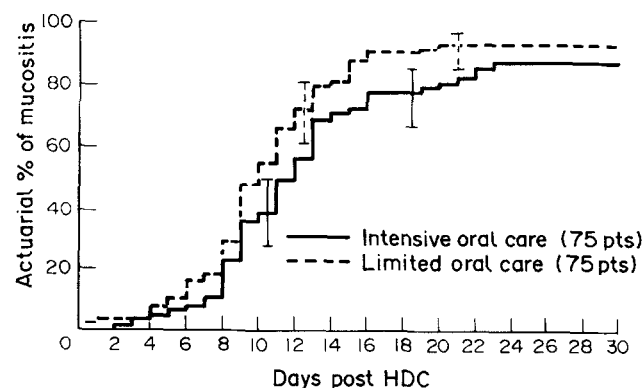 Actuarial % of mucositis
100
80
60
40
20
0
2 4 6 8 10 12 14 16 18 20 22 24 26 28 30
Days post HDC
Intensive oral care (75 pts)
Limited oral care (75 pts)